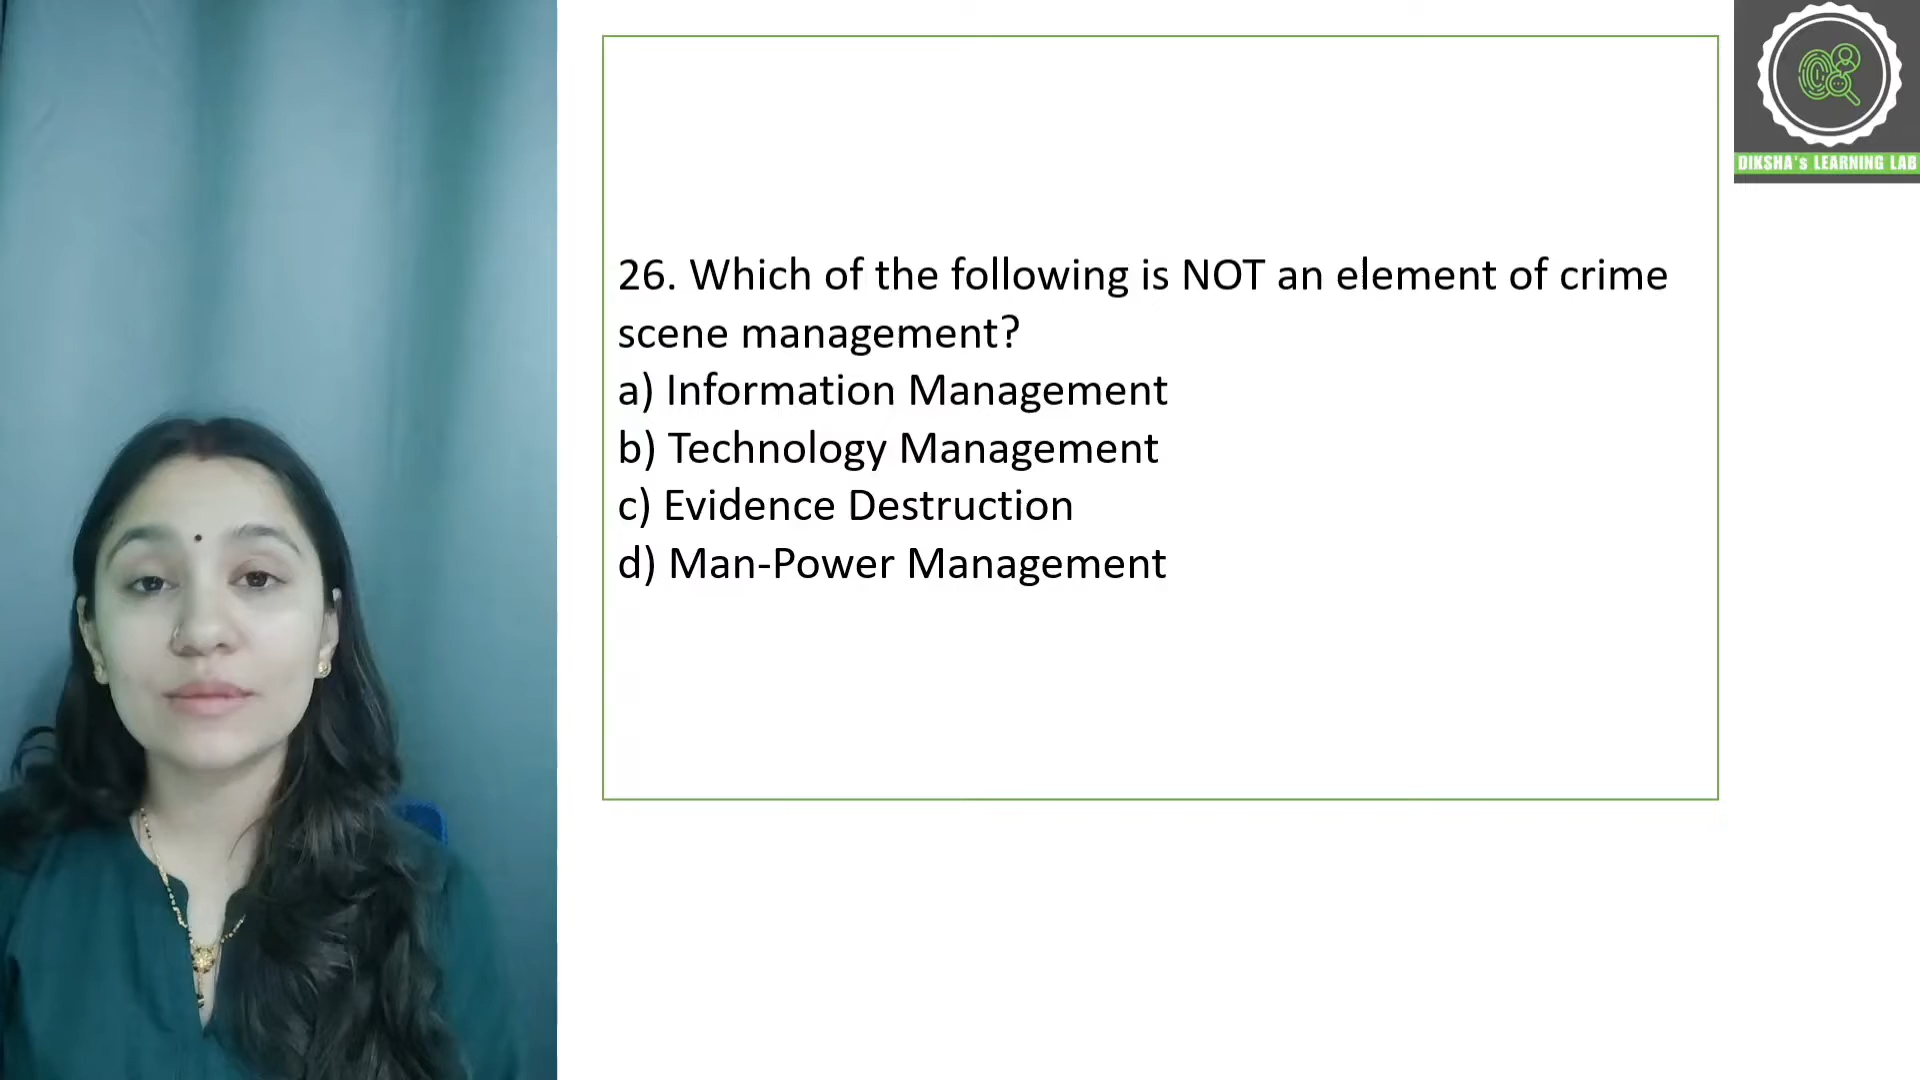 26. Which of the following is NOT an element of crime
scene management?
a) Information Management
b) Technology Management
c) Evidence Destruction
d) Man-Power Management
DIKSHA's LEARNING LAB